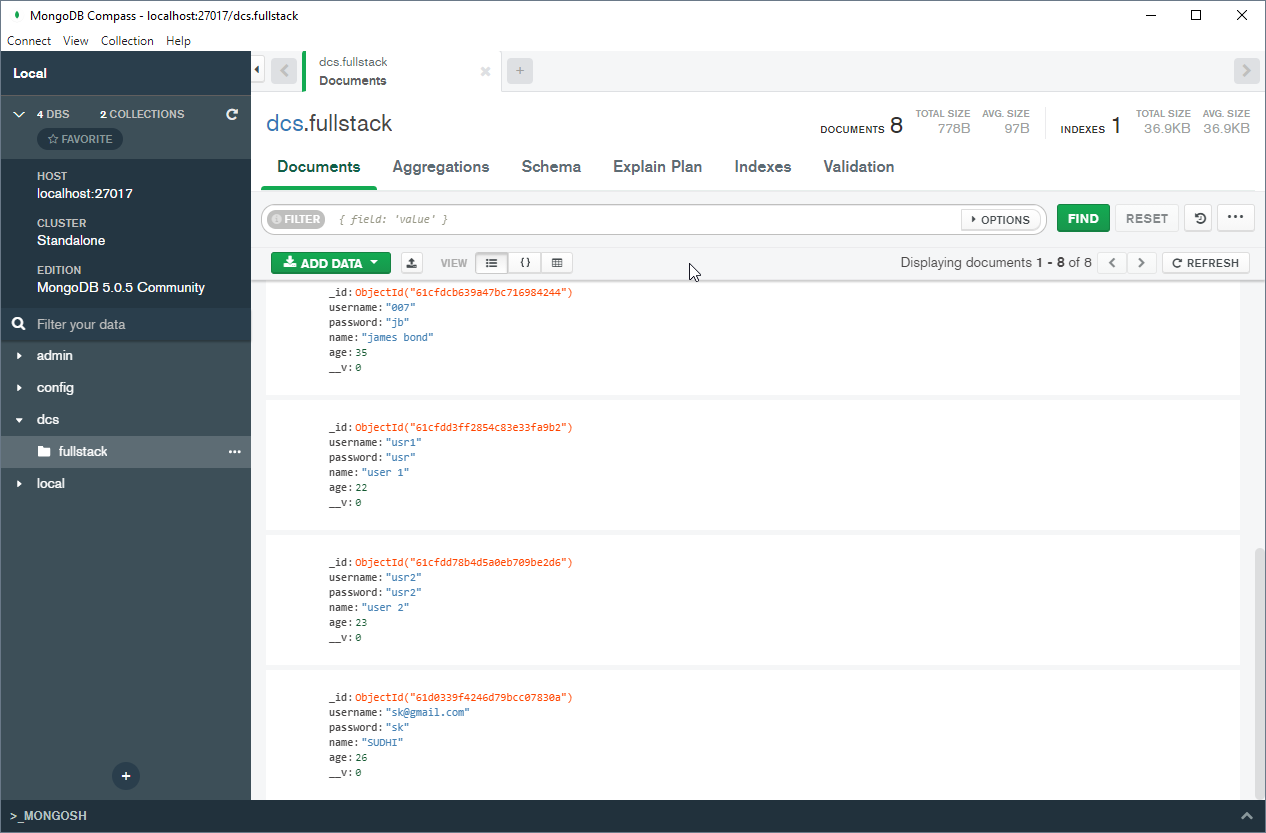 MongoDB Compass - localhost:27017/dcs.fullstack
Connect View Collection Help
Local
4 DBS 2 COLLECTIONS
FAVORITE
HOST
localhost:27017
CLUSTER
Standalone
EDITION
MongoDB 5.0.5 Community
Filter your data
admin
config
dcs
fullstack
local
>_MONGOSH
dcs.fullstack
Documents
dcs.fullstack
DOCUMENTS 8
TOTAL SIZE
778B
AVG. SIZE
97B
INDEXES 1
TOTAL SIZE
36.9KB
AVG. SIZE
36.9KB
Documents Aggregations Schema Explain Plan Indexes Validation
FILTER { field: 'value' } OPTIONS FIND RESET
ADD DATA VIEW {} Displaying documents 1 - 8 of 8 REFRESH
_id: ObjectId("61cfdcb639a47bc716984244")
username: "007"
password: "jb"
name: "james bond"
age: 35
__v: 0
_id: ObjectId("61cfdd3ff2854c83e33fa9b2")
username: "usr1"
password: "usr"
name: "user 1"
age: 22
__v: 0
_id: ObjectId("61cfdd78b4d5a0eb709be2d6")
username: "usr2"
password: "usr2"
name: "user 2"
age: 23
__v: 0
_id: ObjectId("61d0339f4246d79bcc07830a")
username: "sk@gmail.com"
password: "sk"
name: "SUDHI"
age: 26
__v: 0